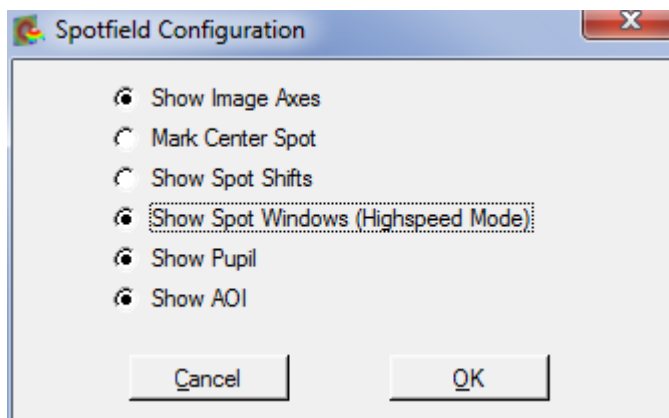 Spotfield Configuration
Show Image Axes
Mark Center Spot
Show Spot Shifts
Show Spot Windows (Highspeed Mode)
Show Pupil
Show AOI
Cancel OK